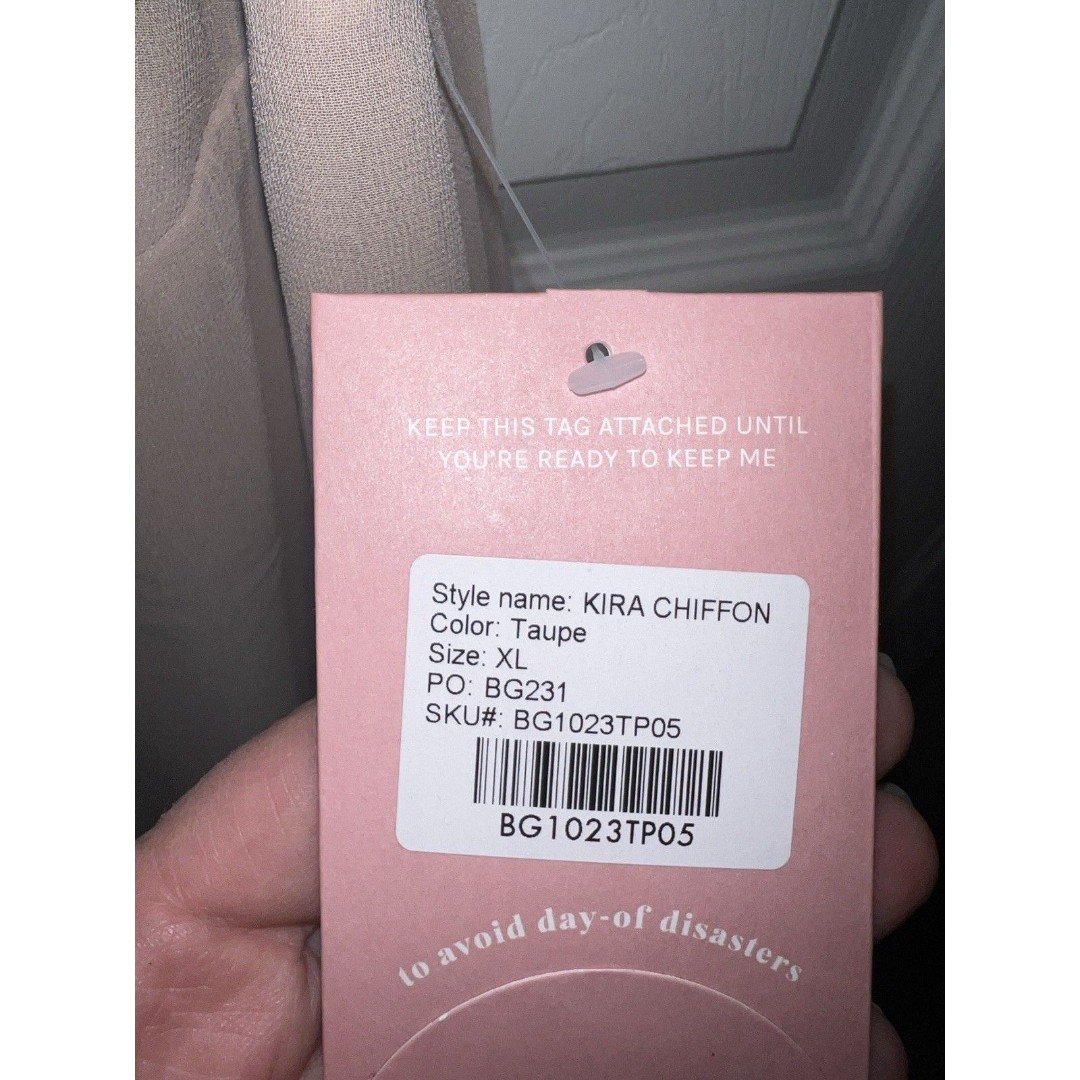 KEEP THIS TAG ATTACHED UNTIL
YOU'RE READY TO KEEP ME
Style name: KIRA CHIFFON
Color: Taupe
Size: XL
PO: BG231
SKU#: BG1023TP05
BG1023TP05
to avoid day-of disasters